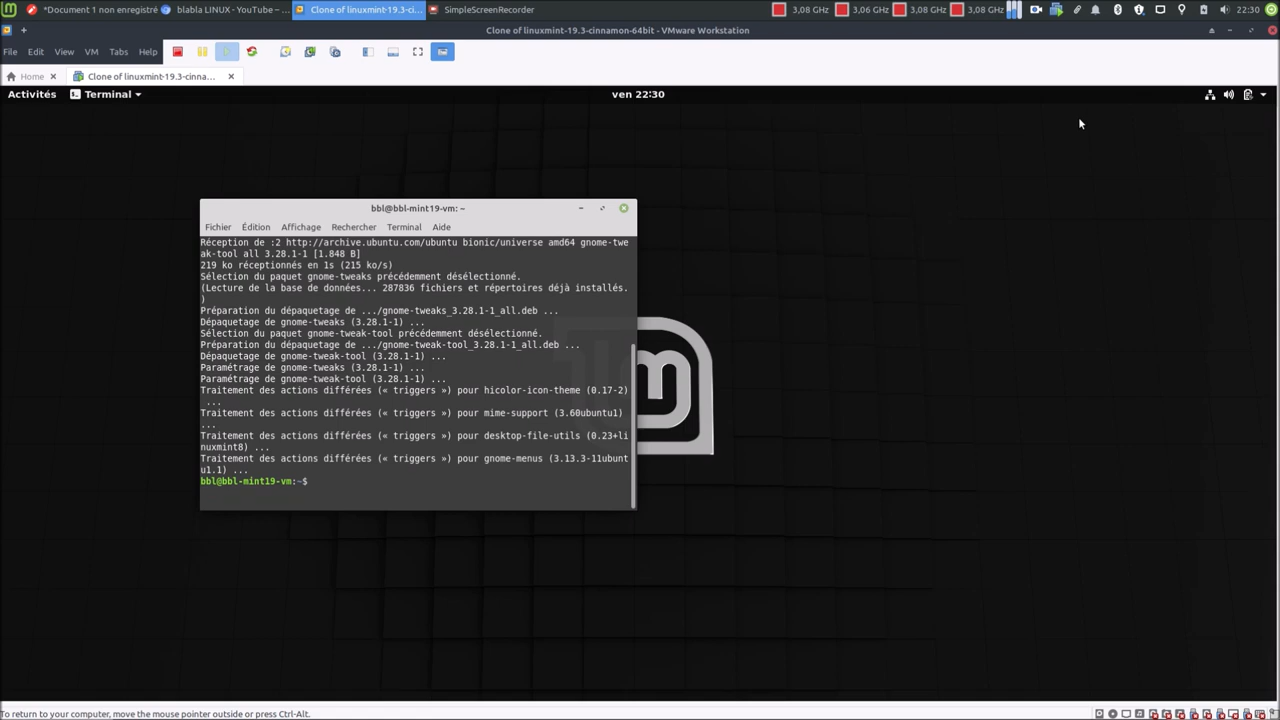 *Document 1 non enregistré
blabla LINUX - YouTube – ...
Clone of linuxmint-19.3-ci...
SimpleScreenRecorder
3,08 GHz
3,06 GHz
3,08 GHz
3,08 GHz
22:30
Clone of linuxmint-19.3-cinnamon-64bit - VMware Workstation
File Edit View VM Tabs Help
Home
Clone of linuxmint-19.3-cinna...
Activités
Terminal
ven 22:30
bbl@bbl-mint19-vm: ~
Fichier Édition Affichage Rechercher Terminal Aide
Réception de :2 http://archive.ubuntu.com/ubuntu bionic/universe amd64 gnome-twe
ak-tool all 3.28.1-1 [1.848 B]
219 ko réceptionnés en 1s (215 ko/s)
Sélection du paquet gnome-tweaks précédemment désélectionné.
(Lecture de la base de données... 287836 fichiers et répertoires déjà installés.
)
Préparation du dépaquetage de .../gnome-tweaks_3.28.1-1_all.deb ...
Dépaquetage de gnome-tweaks (3.28.1-1) ...
Sélection du paquet gnome-tweak-tool précédemment désélectionné.
Préparation du dépaquetage de .../gnome-tweak-tool_3.28.1-1_all.deb ...
Dépaquetage de gnome-tweak-tool (3.28.1-1) ...
Paramétrage de gnome-tweaks (3.28.1-1) ...
Paramétrage de gnome-tweak-tool (3.28.1-1) ...
Traitement des actions différées (« triggers ») pour hicolor-icon-theme (0.17-2)
...
Traitement des actions différées (« triggers ») pour mime-support (3.60ubuntu1)
...
Traitement des actions différées (« triggers ») pour desktop-file-utils (0.23+li
nuxmint8) ...
Traitement des actions différées (« triggers ») pour gnome-menus (3.13.3-11ubunt
u1.1) ...
bbl@bbl-mint19-vm:~$
To return to your computer, move the mouse pointer outside or press Ctrl-Alt.